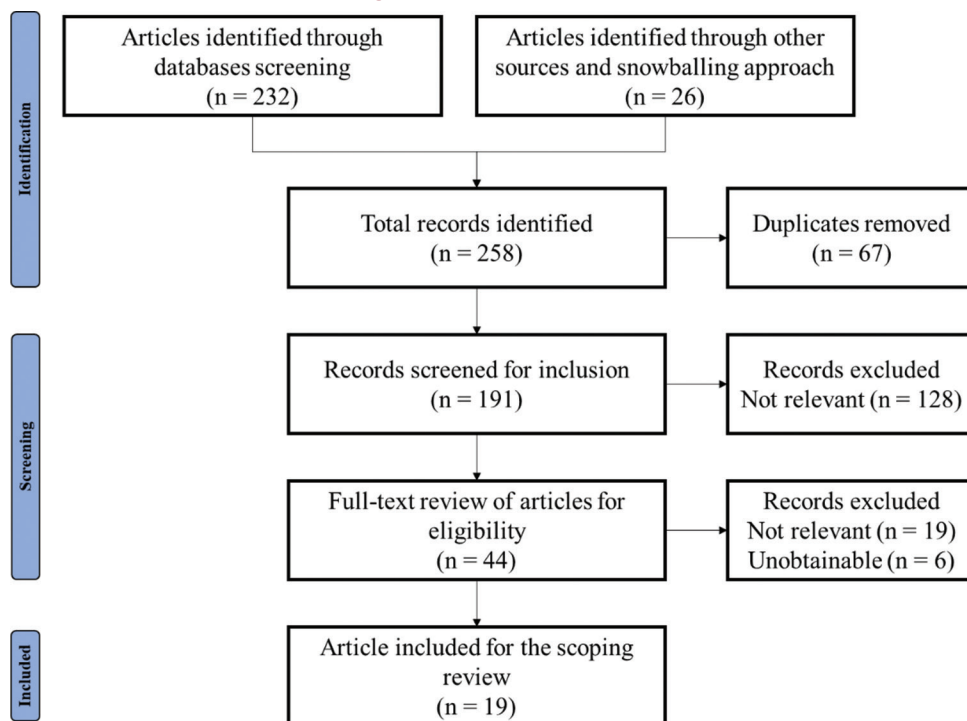 Articles identified through
databases screening
(n = 232)
Articles identified through other
sources and snowballing approach
(n = 26)
Identification
Total records identified
(n = 258)
Duplicates removed
(n = 67)
Screening
Records screened for inclusion
(n = 191)
Records excluded
Not relevant (n = 128)
Full-text review of articles for
eligibility
(n = 44)
Records excluded
Not relevant (n = 19)
Unobtainable (n = 6)
Included
Article included for the scoping
review
(n = 19)